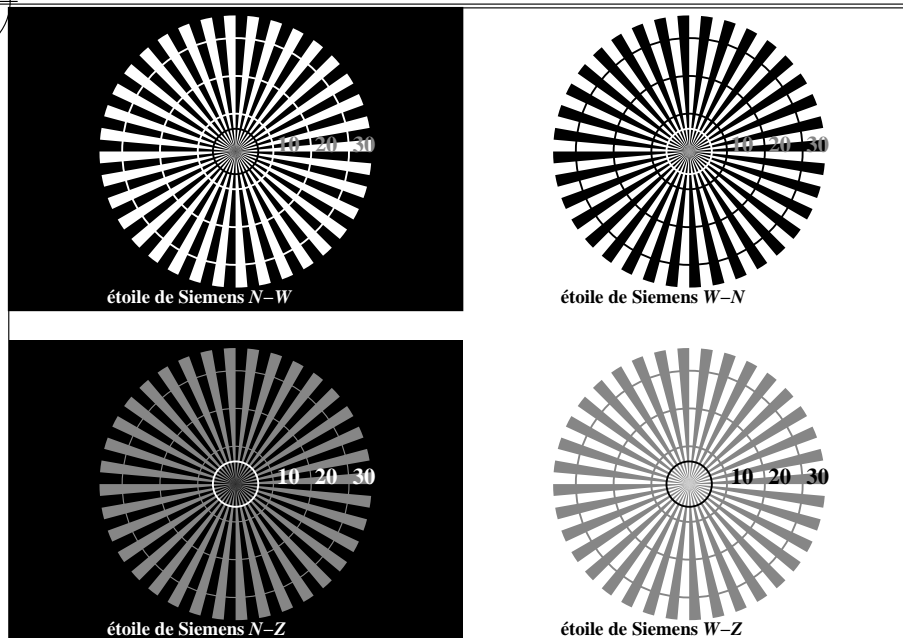 10 20 30
étoile de Siemens N–W
10 20 30
étoile de Siemens W–N
10 20 30
étoile de Siemens N–Z
10 20 30
étoile de Siemens W–Z